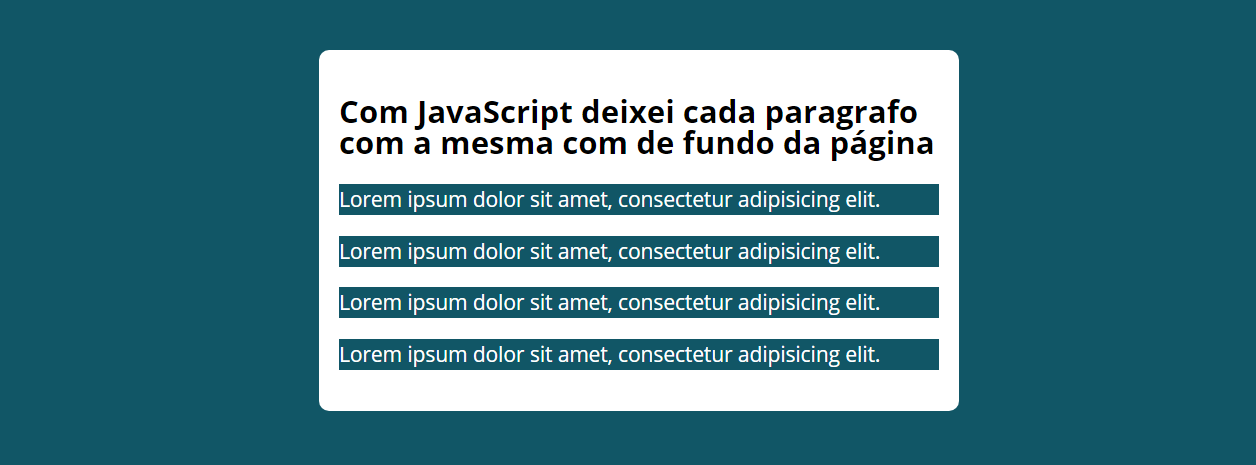 Com JavaScript deixei cada paragrafo
com a mesma com de fundo da página
Lorem ipsum dolor sit amet, consectetur adipisicing elit.
Lorem ipsum dolor sit amet, consectetur adipisicing elit.
Lorem ipsum dolor sit amet, consectetur adipisicing elit.
Lorem ipsum dolor sit amet, consectetur adipisicing elit.